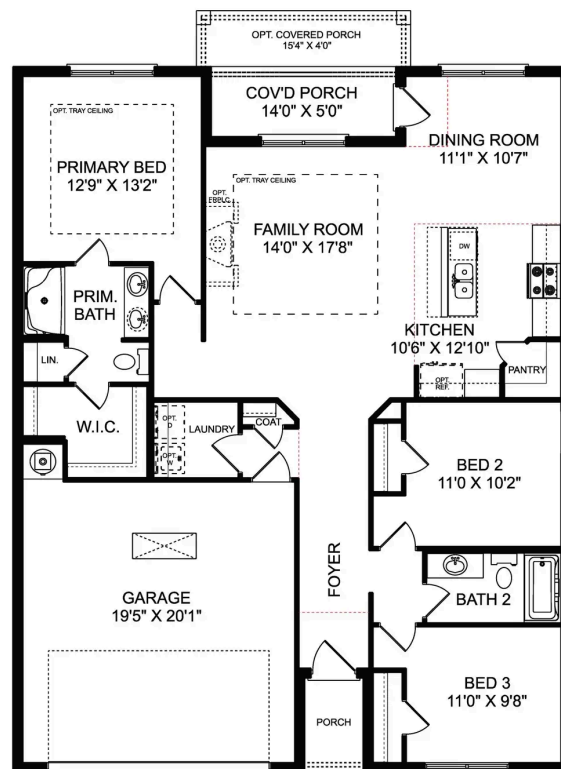 OPT. COVERED PORCH
15'4" X 4'0"
COV'D PORCH
14'0" X 5'0"
DINING ROOM
11'1" X 10'7"
OPT. TRAY CEILING
PRIMARY BED
12'9" X 13'2"
OPT. TRAY CEILING
OPT.
FRPLC.
FAMILY ROOM
14'0" X 17'8"
DW
PRIM.
BATH
KITCHEN
10'6" X 12'10"
LIN.
PANTRY
OPT.
REF.
W.I.C.
OPT.
D
LAUNDRY
COAT
OPT.
W
BED 2
11'0 X 10'2"
FOYER
GARAGE
19'5" X 20'1"
BATH 2
BED 3
11'0" X 9'8"
PORCH